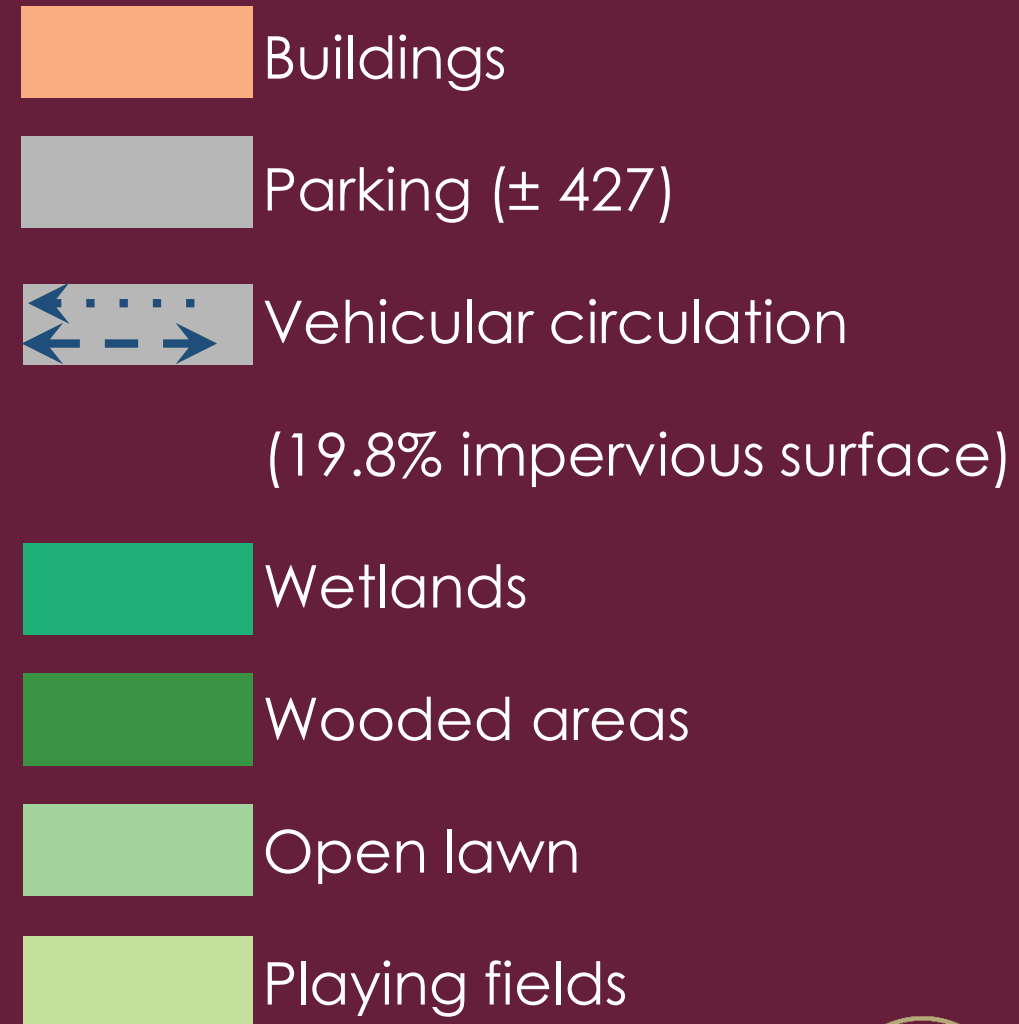 Buildings
Parking (± 427)
Vehicular circulation
(19.8% impervious surface)
Wetlands
Wooded areas
Open lawn
Playing fields